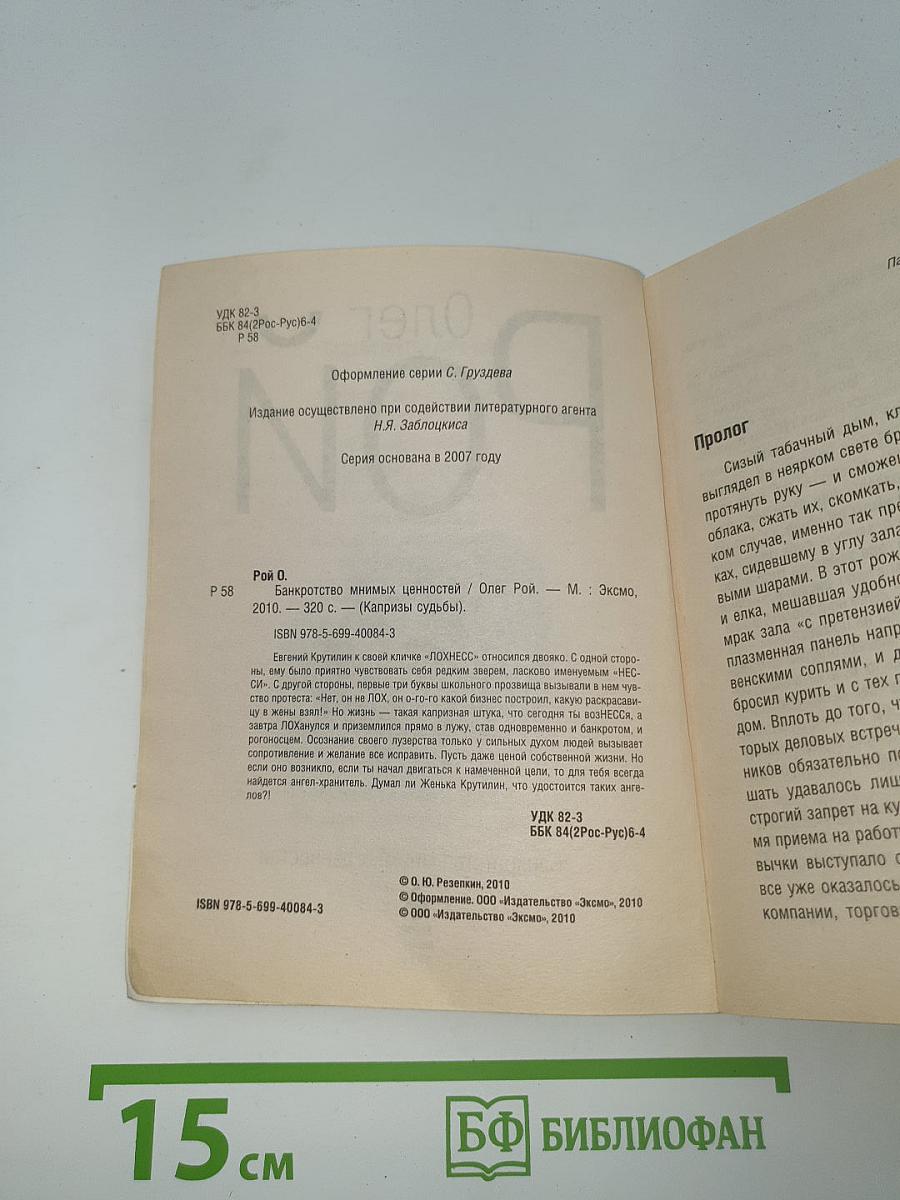 УДК 82-3
ББК 84(2Рос-Рус)6-4
Р 58
Оформление серии С. Груздева
Издание осуществлено при содействии литературного агента
Н.Я. Заблоцкиса
Серия основана в 2007 году
Рой О.
Р 58 Банкротство мнимых ценностей / Олег Рой. — М. : Эксмо,
2010. — 320 с. — (Капризы судьбы).
ISBN 978-5-699-40084-3
Евгений Крутилин к своей кличке «ЛОХНЕСС» относился двояко. С одной сторо-
ны, ему было приятно чувствовать себя редким зверем, ласково именуемым «НЕС-
СИ». С другой стороны, первые три буквы школьного прозвища вызывали в нем чув-
ство протеста: «Нет, он не ЛОХ, он о-го-го какой бизнес построил, какую раскрасави-
цу в жены взял!» Но жизнь — такая капризная штука, что сегодня ты возНЕССя, а
завтра ЛОХанулся и приземлился прямо в лужу, став одновременно и банкротом, и
рогоносцем. Осознание своего лузерства только у сильных духом людей вызывает
сопротивление и желание все исправить. Пусть даже ценой собственной жизни. Но
если оно возникло, если ты начал двигаться к намеченной цели, то для тебя всегда
найдется ангел-хранитель. Думал ли Женька Крутилин, что удостоится таких анге-
лов?!
УДК 82-3
ББК 84(2Рос-Рус)6-4
© О. Ю. Резепкин, 2010
© Оформление. ООО «Издательство «Эксмо», 2010
ISBN 978-5-699-40084-3 © ООО «Издательство «Эксмо», 2010
Пролог
Сизый табачный дым, кл
выглядел в неярком свете бр
протянуть руку — и сможеш
облака, сжать их, скомкать,
ком случае, именно так пре
ках, сидевшему в углу зала
выми шарами. В этот рож
и елка, мешавшая удобно
мрак зала «с претензией
плазменная панель напр
венскими соплями, и д
бросил курить и с тех п
дом. Вплоть до того, ч
торых деловых встреч
ников обязательно по
шать удавалось лиш
строгий запрет на ку
мя приема на работ
вычки выступало о
все уже оказалось
компании, торгов
15 см
БФ БИБЛИОФАН